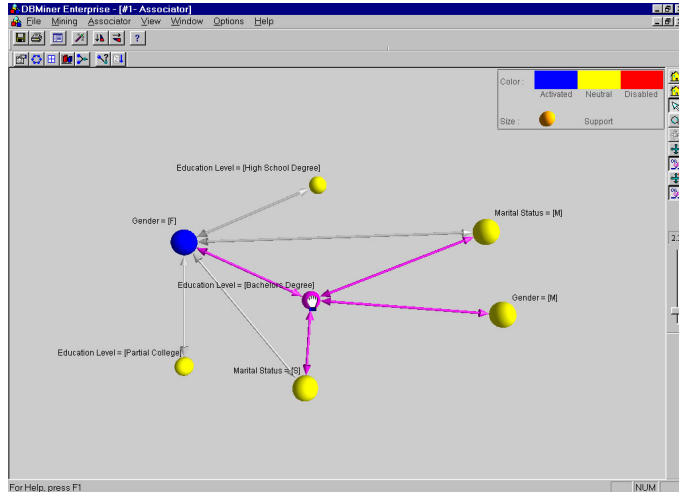 DBMiner Enterprise - [#1- Associator]
File Mining Associator View Window Options Help
Color :
Activated Neutral Disabled
Size : Support
Education Level = [High School Degree]
Marital Status = [M]
Gender = [F]
Education Level = [Bachelors Degree]
Gender = [M]
Education Level = [Partial College]
Marital Status = [S]
For Help, press F1
NUM